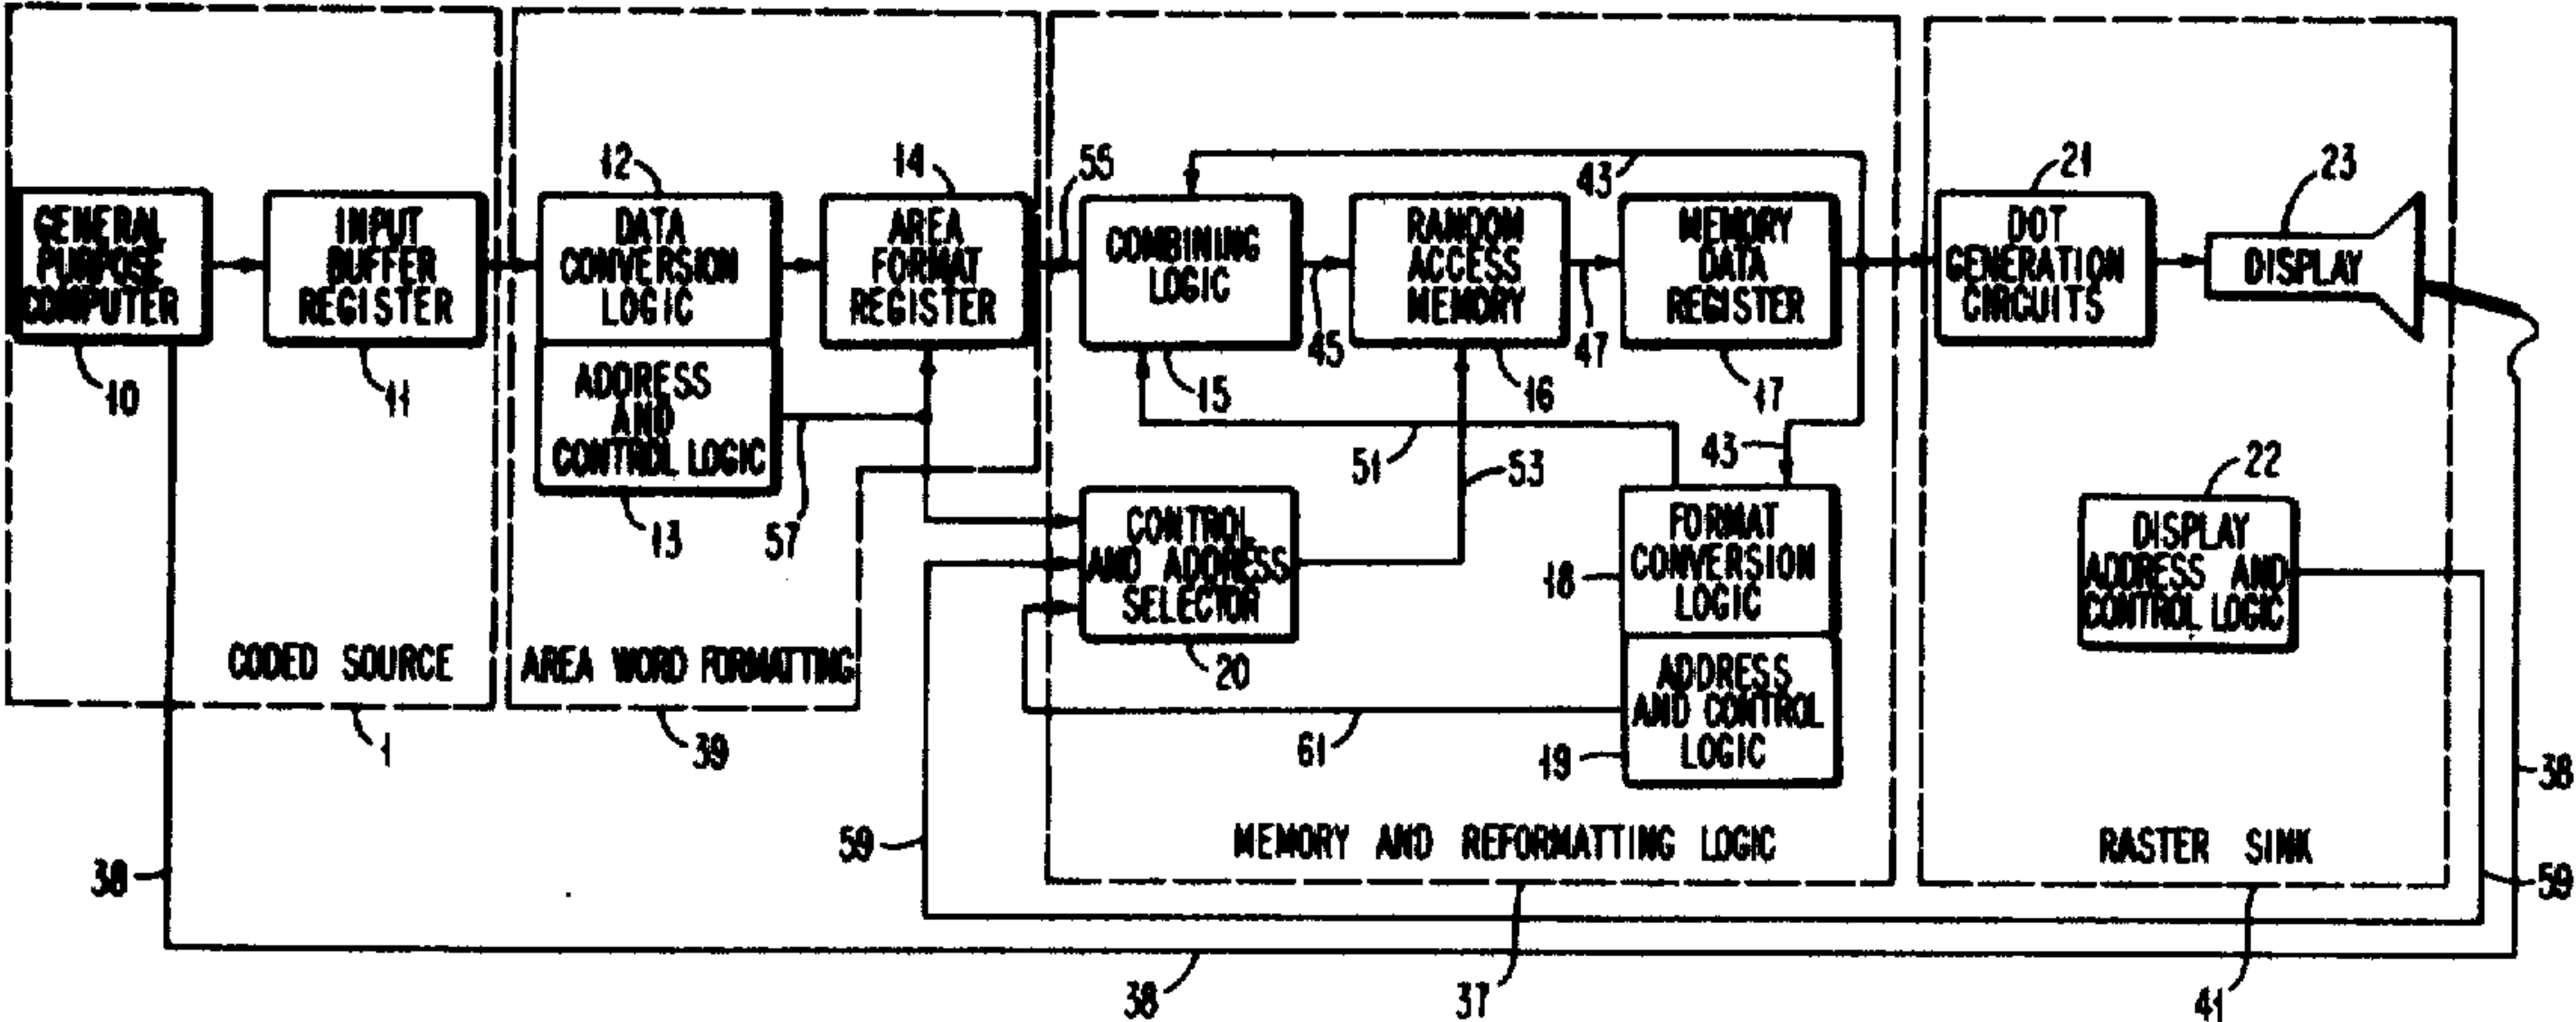 12
14
55
43
21
23
GENERAL
PURPOSE
COMPUTER
INPUT
BUFFER
REGISTER
DATA
CONVERSION
LOGIC
AREA
FORMAT
REGISTER
COMBINING
LOGIC
RANDOM
ACCESS
MEMORY
MEMORY
DATA
REGISTER
DOT
GENERATION
CIRCUITS
DISPLAY
10
11
ADDRESS
AND
CONTROL LOGIC
15
45
16
47
17
13
57
51
53
43
22
CONTROL
AND ADDRESS
SELECTOR
20
18
FORMAT
CONVERSION
LOGIC
DISPLAY
ADDRESS AND
CONTROL LOGIC
CODED SOURCE
AREA WORD FORMATTING
ADDRESS
AND CONTROL
LOGIC
1
39
61
19
38
38
59
MEMORY AND REFORMATTING LOGIC
RASTER SINK
59
38
37
41